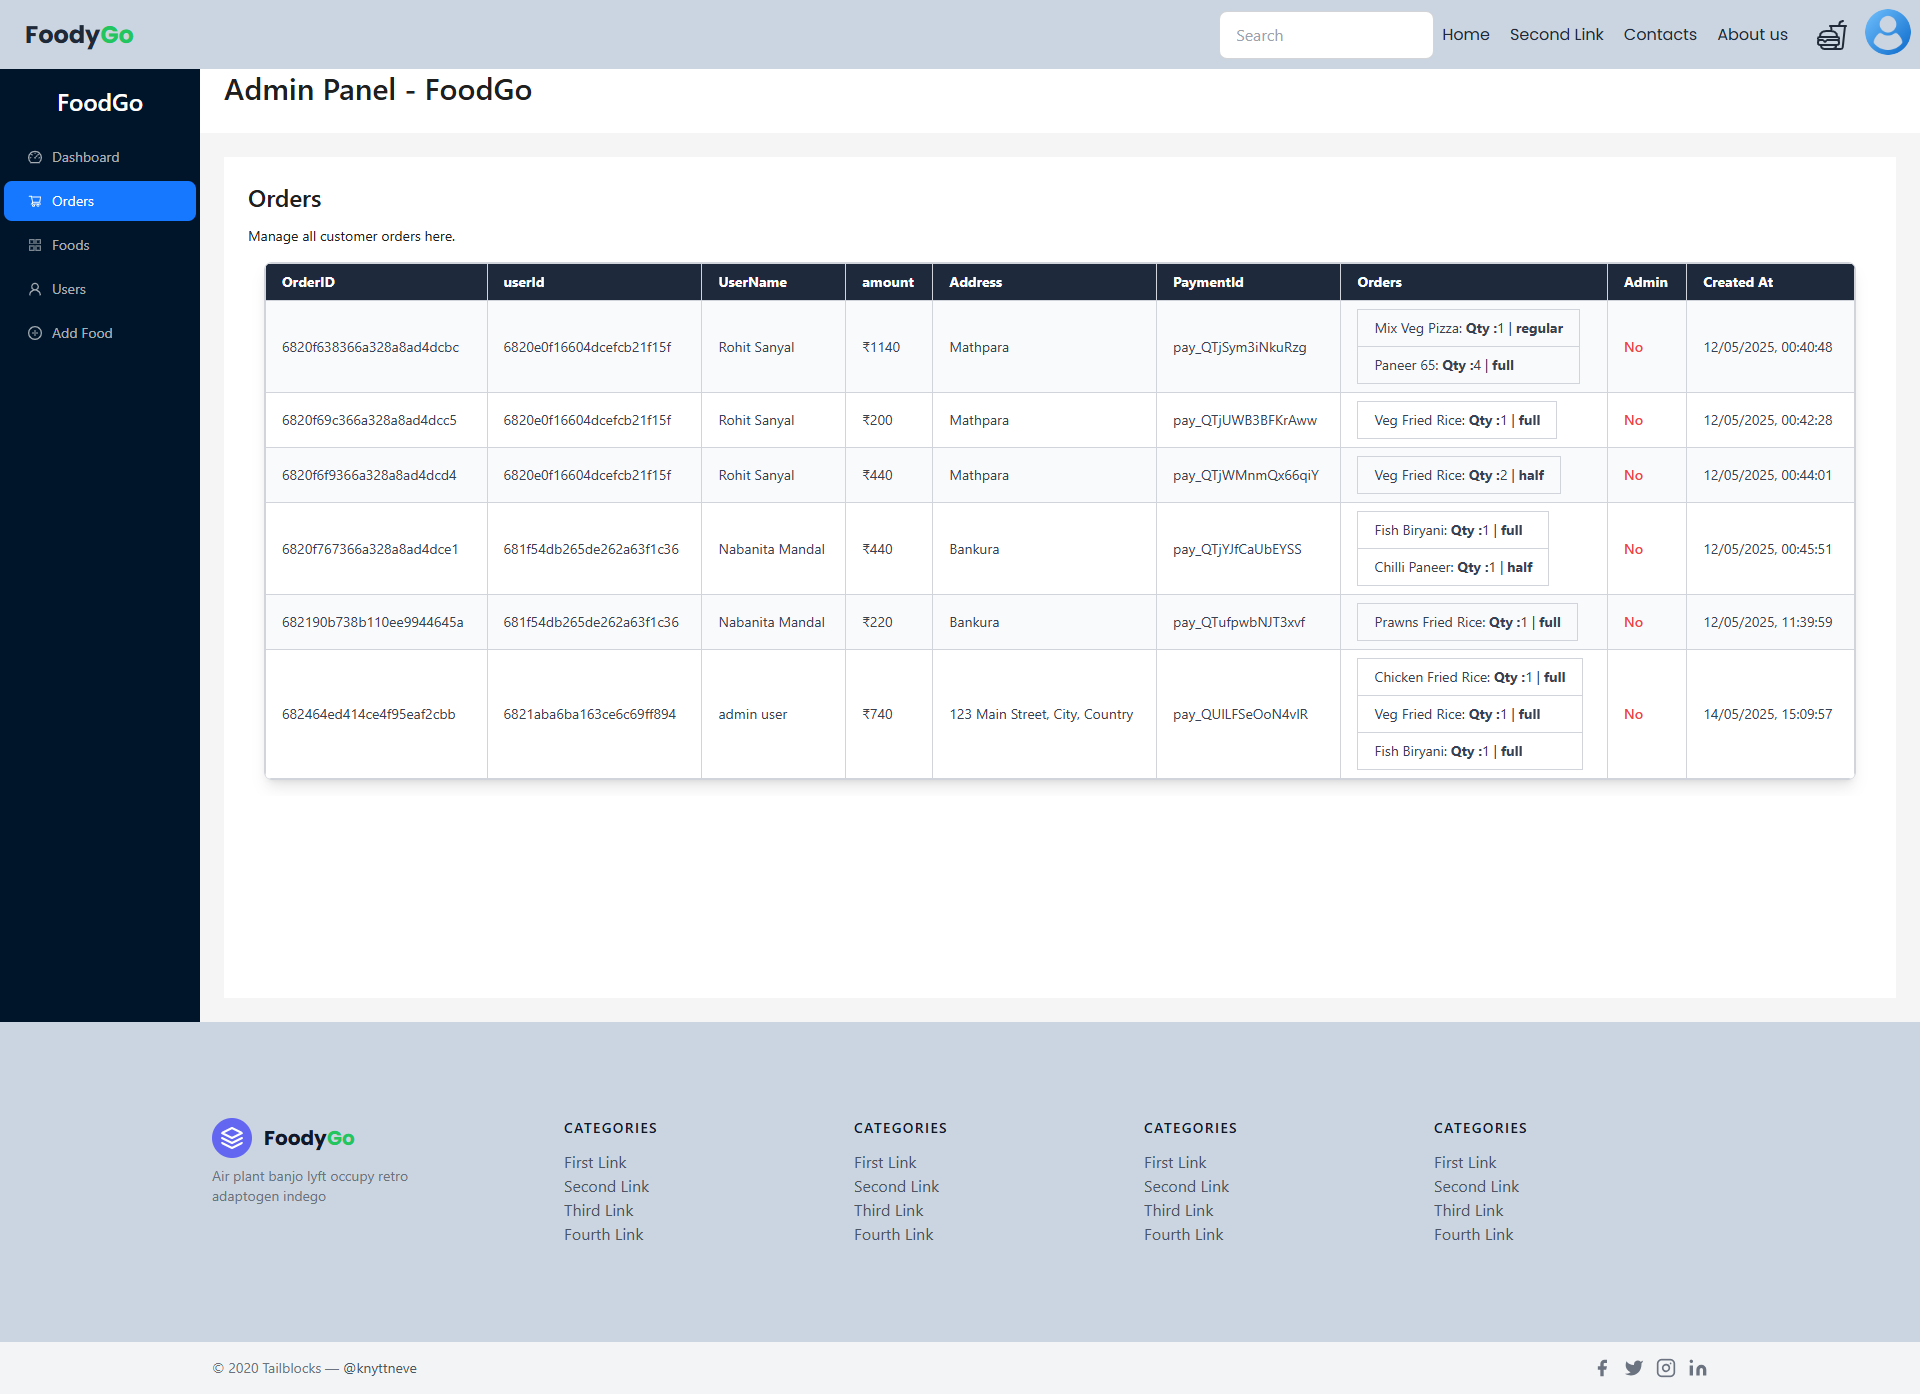 FoodyGo
Search
Home
Second Link
Contacts
About us
FoodGo
Dashboard
Orders
Foods
Users
Add Food
Admin Panel - FoodGo
Orders
Manage all customer orders here.
OrderID userId UserName amount Address PaymentId Orders Admin Created At
6820f638366a328a8ad4dcbc 6820e0f16604dcefcb21f15f Rohit Sanyal ₹1140 Mathpara pay_QTjSym3iNkuRzg Mix Veg Pizza: Qty :1 | regular
Paneer 65: Qty :4 | full
No 12/05/2025, 00:40:48
6820f69c366a328a8ad4dcc5 6820e0f16604dcefcb21f15f Rohit Sanyal ₹200 Mathpara pay_QTjUWB3BFKrAww Veg Fried Rice: Qty :1 | full No 12/05/2025, 00:42:28
6820f6f9366a328a8ad4dcd4 6820e0f16604dcefcb21f15f Rohit Sanyal ₹440 Mathpara pay_QTjWMnmQx66qiY Veg Fried Rice: Qty :2 | half No 12/05/2025, 00:44:01
6820f767366a328a8ad4dce1 681f54db265de262a63f1c36 Nabanita Mandal ₹440 Bankura pay_QTjYJfCaUbEYSS Fish Biryani: Qty :1 | full
Chilli Paneer: Qty :1 | half
No 12/05/2025, 00:45:51
682190b738b110ee9944645a 681f54db265de262a63f1c36 Nabanita Mandal ₹220 Bankura pay_QTufpwbNJT3xvf Prawns Fried Rice: Qty :1 | full No 12/05/2025, 11:39:59
682464ed414ce4f95eaf2cbb 6821aba6ba163ce6c69ff894 admin user ₹740 123 Main Street, City, Country pay_QUILFSeOoN4vIR Chicken Fried Rice: Qty :1 | full
Veg Fried Rice: Qty :1 | full
Fish Biryani: Qty :1 | full
No 14/05/2025, 15:09:57
FoodyGo
Air plant banjo lyft occupy retro
adaptogen indego
CATEGORIES
First Link
Second Link
Third Link
Fourth Link
CATEGORIES
First Link
Second Link
Third Link
Fourth Link
CATEGORIES
First Link
Second Link
Third Link
Fourth Link
CATEGORIES
First Link
Second Link
Third Link
Fourth Link
© 2020 Tailblocks — @knyttneve